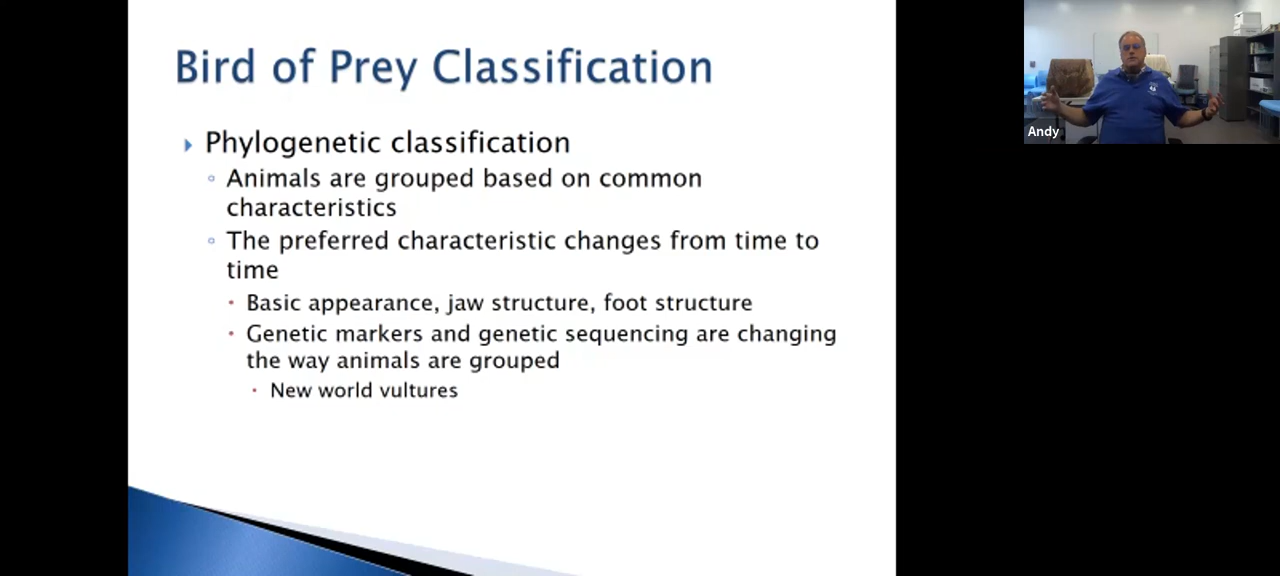 Bird of Prey Classification
Phylogenetic classification
Animals are grouped based on common
characteristics
The preferred characteristic changes from time to
time
Basic appearance, jaw structure, foot structure
Genetic markers and genetic sequencing are changing
the way animals are grouped
New world vultures
Andy